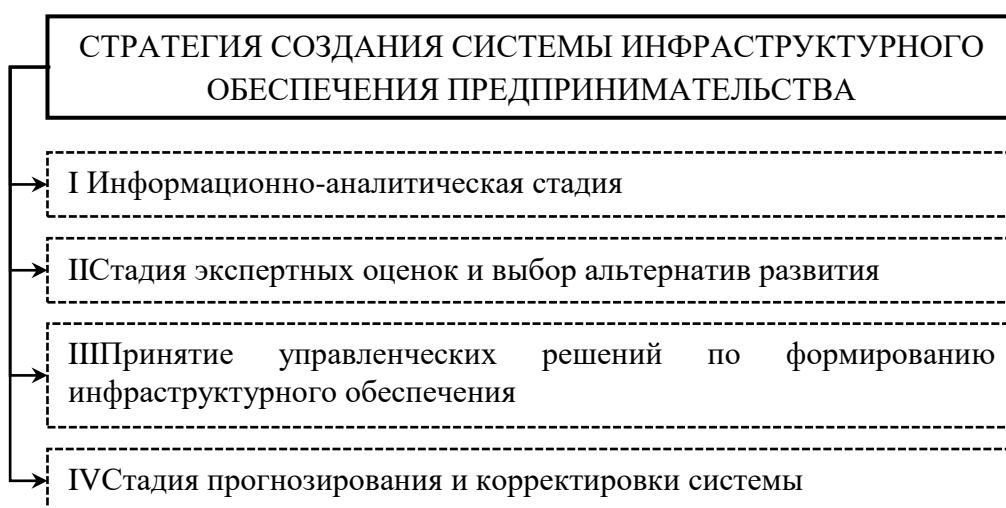 СТРАТЕГИЯ СОЗДАНИЯ СИСТЕМЫ ИНФРАСТРУКТУРНОГО
ОБЕСПЕЧЕНИЯ ПРЕДПРИНИМАТЕЛЬСТВА
I Информационно-аналитическая стадия
IIСтадия экспертных оценок и выбор альтернатив развития
IIIПринятие управленческих решений по формированию
инфраструктурного обеспечения
IVСтадия прогнозирования и корректировки системы